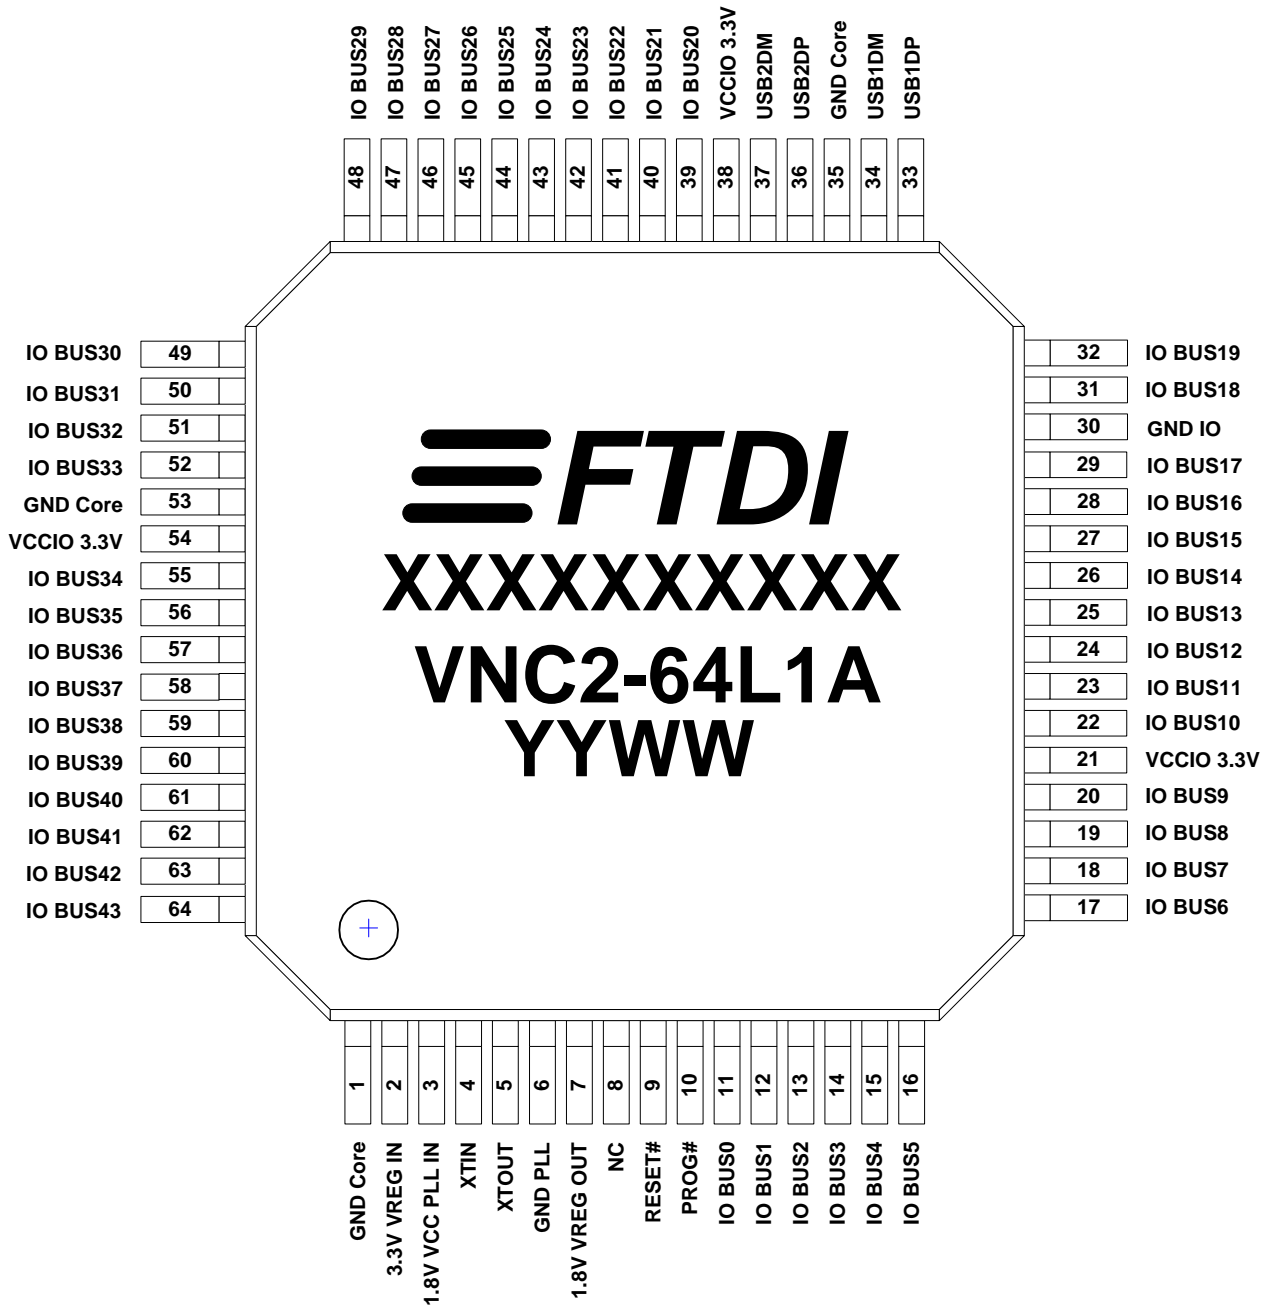 IO BUS29
IO BUS28
IO BUS27
IO BUS26
IO BUS25
IO BUS24
IO BUS23
IO BUS22
IO BUS21
IO BUS20
VCCIO 3.3V
USB2DM
USB2DP
GND Core
USB1DM
USB1DP
48
47
46
45
44
43
42
41
40
39
38
37
36
35
34
33
IO BUS30 49
IO BUS31 50
IO BUS32 51
IO BUS33 52
GND Core 53
VCCIO 3.3V 54
IO BUS34 55
IO BUS35 56
IO BUS36 57
IO BUS37 58
IO BUS38 59
IO BUS39 60
IO BUS40 61
IO BUS41 62
IO BUS42 63
IO BUS43 64
FTDI
XXXXXXXXXX
VNC2-64L1A
YYWW
32 IO BUS19
31 IO BUS18
30 GND IO
29 IO BUS17
28 IO BUS16
27 IO BUS15
26 IO BUS14
25 IO BUS13
24 IO BUS12
23 IO BUS11
22 IO BUS10
21 VCCIO 3.3V
20 IO BUS9
19 IO BUS8
18 IO BUS7
17 IO BUS6
1
2
3
4
5
6
7
8
9
10
11
12
13
14
15
16
GND Core
3.3V VREG IN
1.8V VCC PLL IN
XTIN
XTOUT
GND PLL
1.8V VREG OUT
NC
RESET#
PROG#
IO BUS0
IO BUS1
IO BUS2
IO BUS3
IO BUS4
IO BUS5